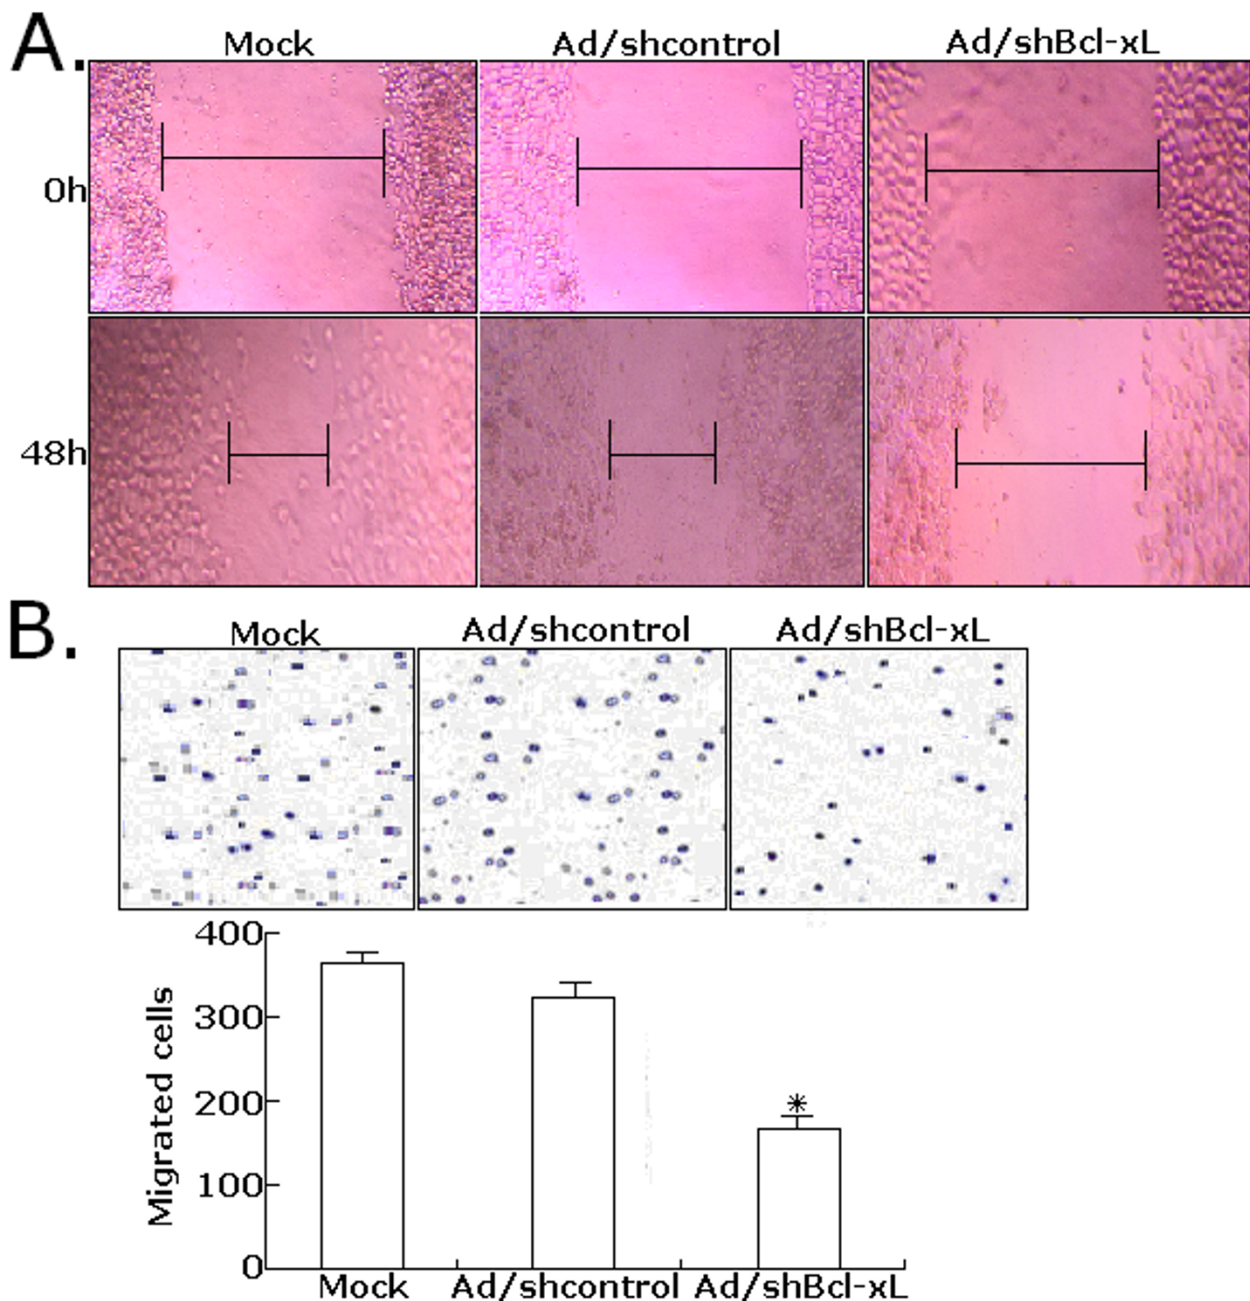 A.
Mock Ad/shcontrol Ad/shBcl-xL
0h
48h
B.
Mock Ad/shcontrol Ad/shBcl-xL
Migrated cells
400
300
200
100
0
*
Mock Ad/shcontrol Ad/shBcl-xL